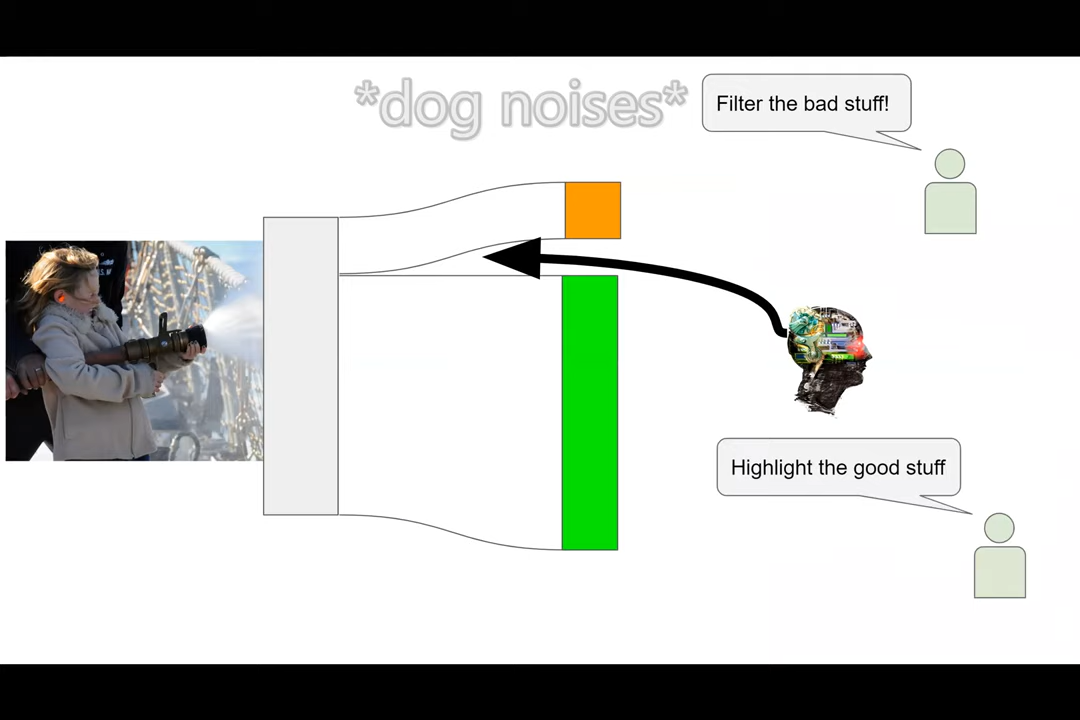 *dog noises*
Filter the bad stuff!
Highlight the good stuff